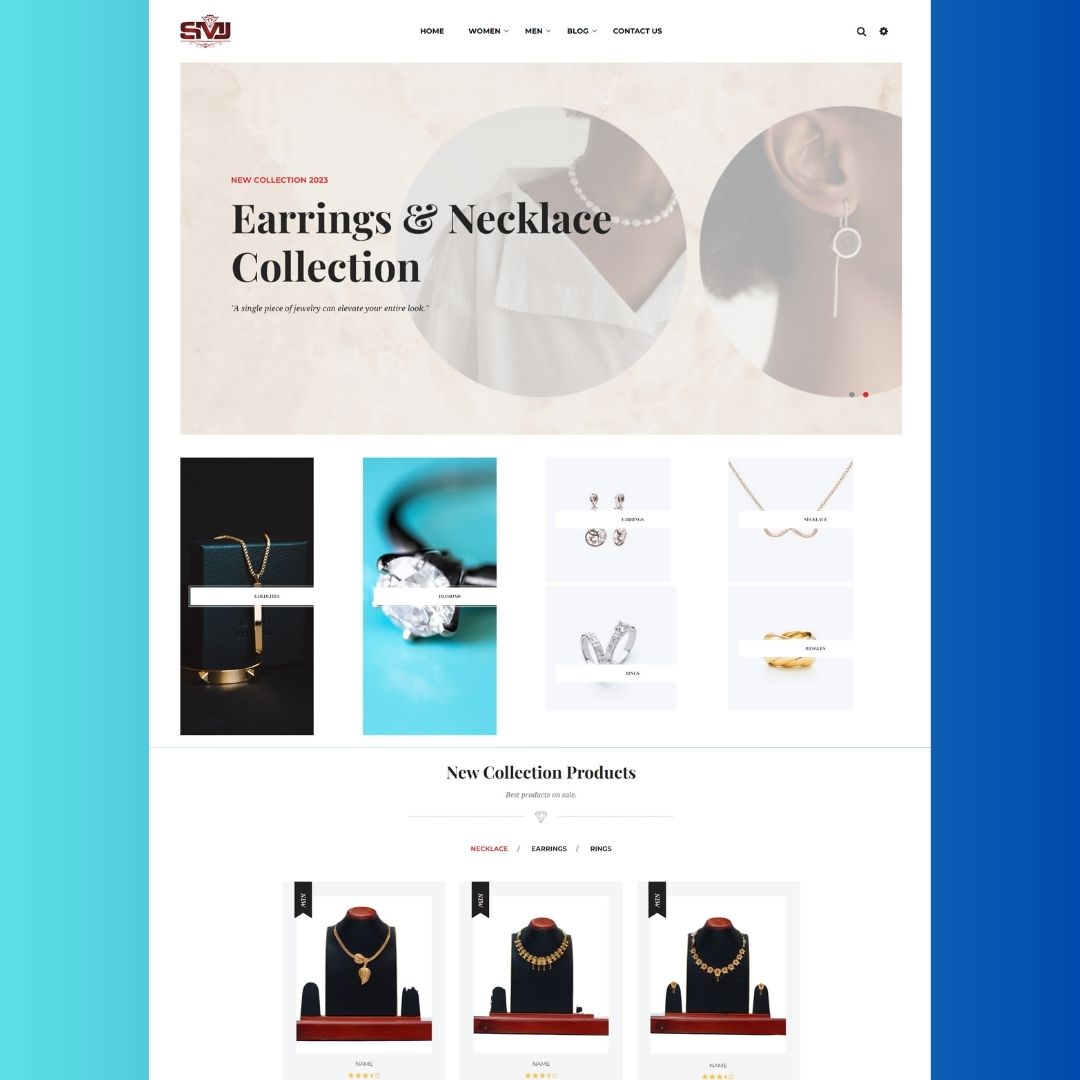 SMJ
HOME WOMEN MEN BLOG CONTACT US
NEW COLLECTION 2023
Earrings & Necklace
Collection
"A single piece of jewelry can elevate your entire look."
DIAMOND
EARRINGS
NECKLACE
RINGS
BANGLES
New Collection Products
Best products on sale.
NECKLACE / EARRINGS / RINGS
NEW
NEW
NEW
NAME
NAME
NAME